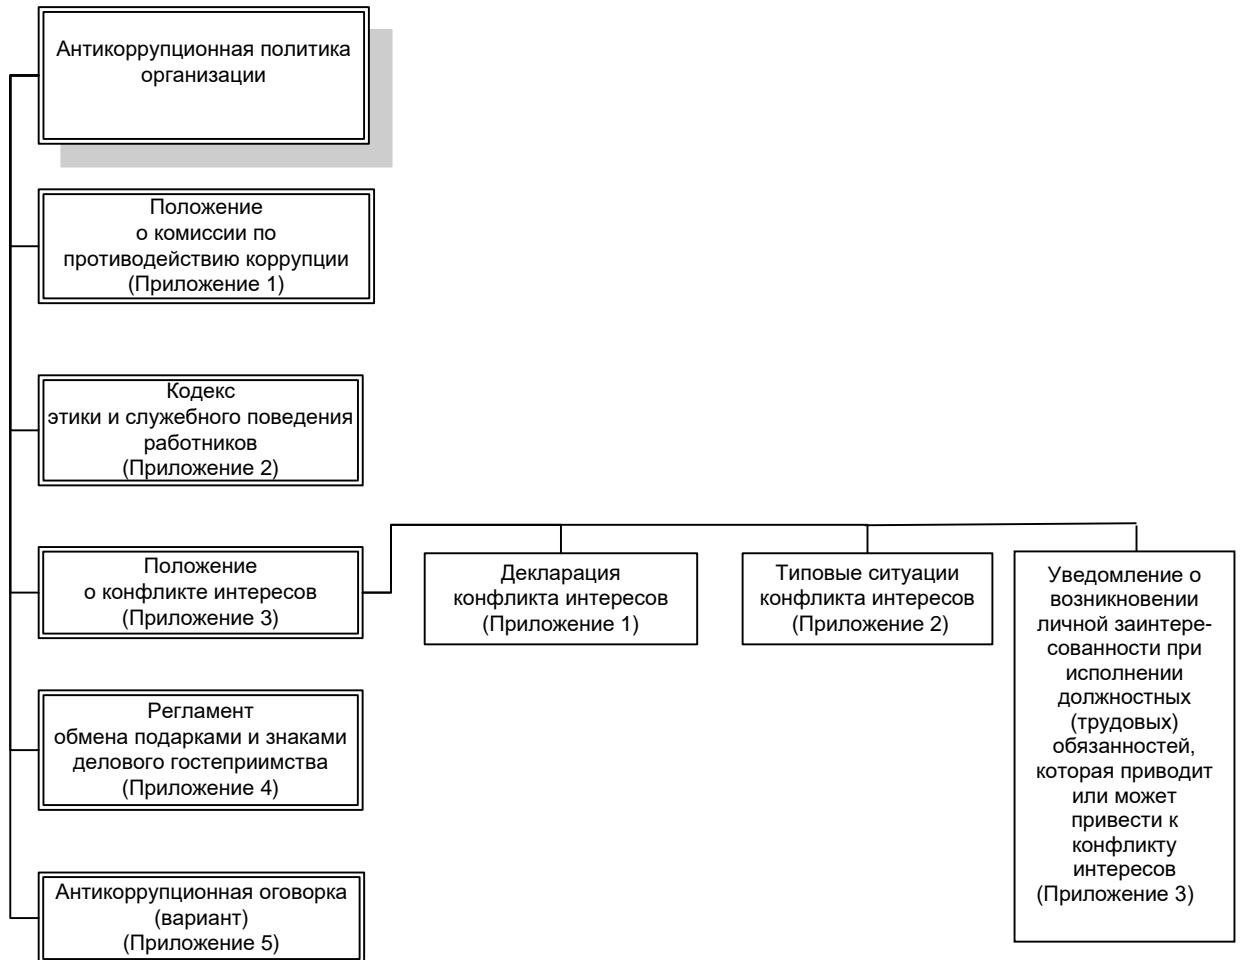 Антикоррупционная политика
организации
Положение
о комиссии по
противодействию коррупции
(Приложение 1)
Кодекс
этики и служебного поведения
работников
(Приложение 2)
Положение
о конфликте интересов
(Приложение 3)
Декларация
конфликта интересов
(Приложение 1)
Типовые ситуации
конфликта интересов
(Приложение 2)
Уведомление о
возникновении
личной заинтере-
сованности при
исполнении
должностных
(трудовых)
обязанностей,
которая приводит
или может
привести к
конфликту
интересов
(Приложение 3)
Регламент
обмена подарками и знаками
делового гостеприимства
(Приложение 4)
Антикоррупционная оговорка
(вариант)
(Приложение 5)